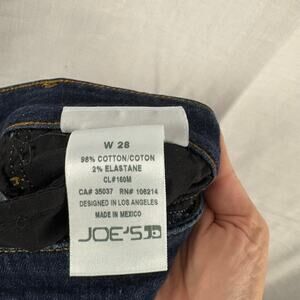 W 28
98% COTTON/COTON
2% ELASTANE
CL#160M
CA# 35037 RN# 106214
DESIGNED IN LOS ANGELES
MADE IN MEXICO
JOE'S